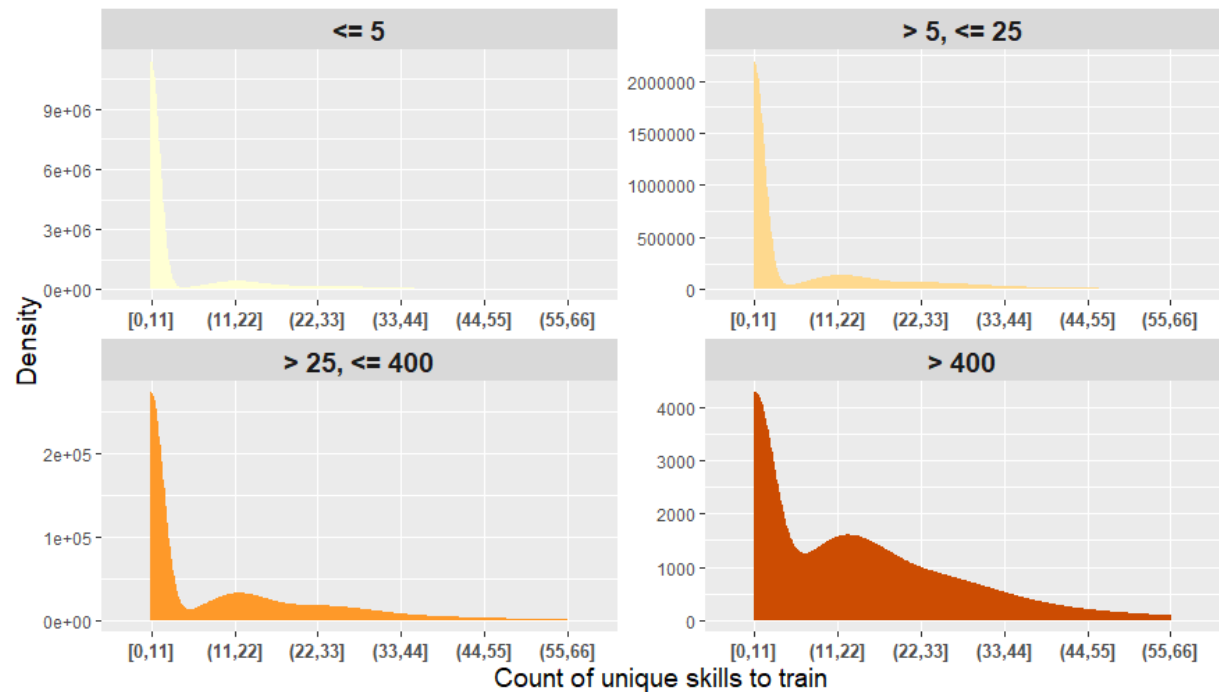 <= 5
> 5, <= 25
9e+06
6e+06
3e+06
0e+00
2000000
1500000
1000000
500000
0
[0,11] (11,22] (22,33] (33,44] (44,55] (55,66]
[0,11] (11,22] (22,33] (33,44] (44,55] (55,66]
Density
> 25, <= 400
> 400
2e+05
1e+05
0e+00
4000
3000
2000
1000
0
[0,11] (11,22] (22,33] (33,44] (44,55] (55,66]
[0,11] (11,22] (22,33] (33,44] (44,55] (55,66]
Count of unique skills to train